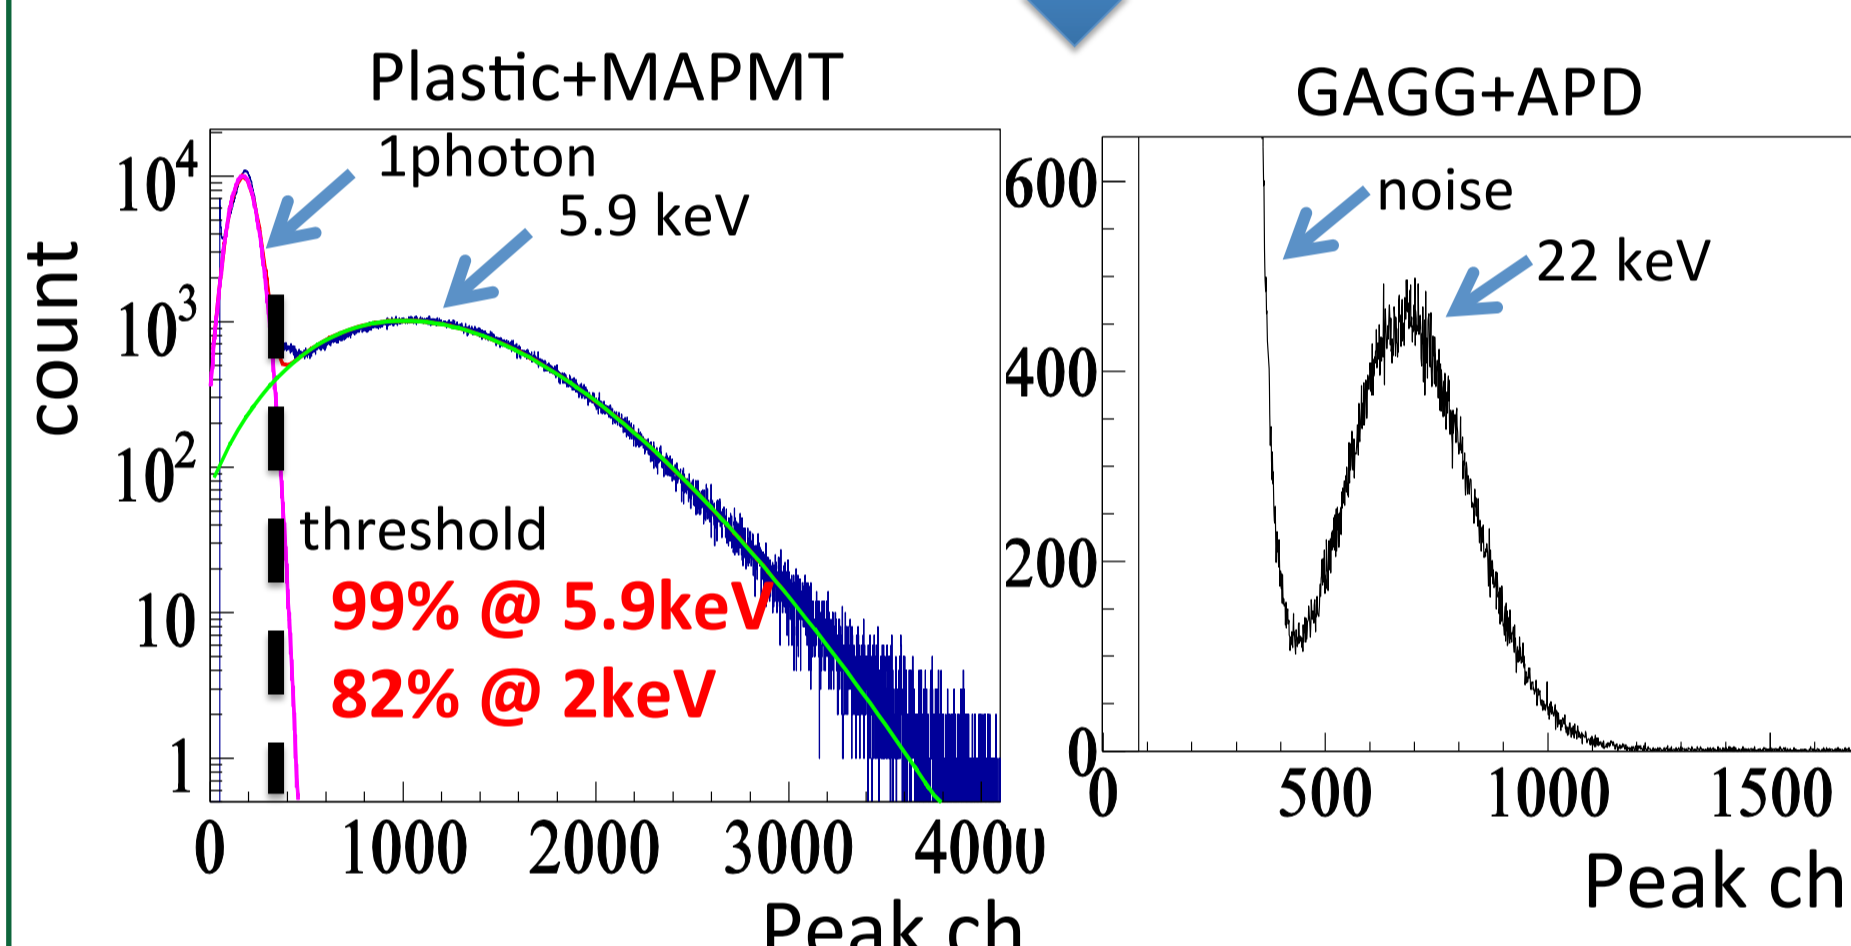 Plastic+MAPMT
count
10^4
10^3
10^2
10
1
1photon
5.9 keV
threshold
99% @ 5.9keV
82% @ 2keV
0 1000 2000 3000 4000
Peak ch
GAGG+APD
600
400
200
0
noise
22 keV
0 500 1000 1500
Peak ch